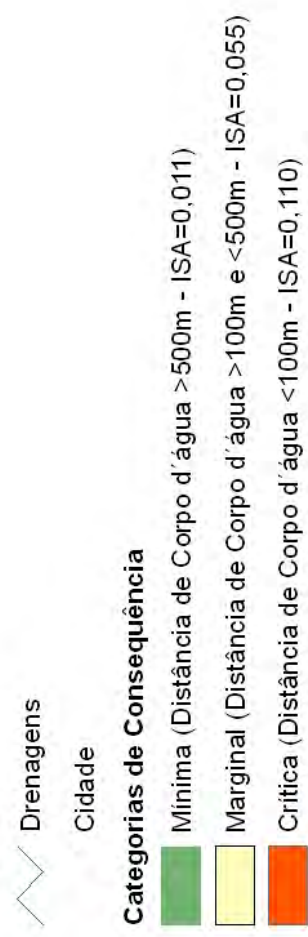 Drenagens
Cidade
Categorias de Consequência
Mínima (Distância de Corpo d´água >500m - ISA=0,011)
Marginal (Distância de Corpo d´água >100m e <500m - ISA=0,055)
Crítica (Distância de Corpo d´água <100m - ISA=0,110)